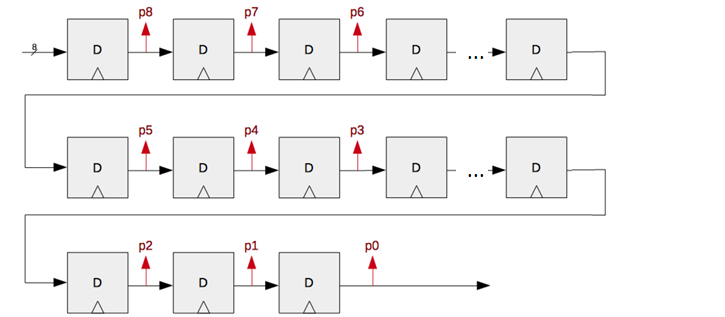 p8 p7 p6
8 D D D D ... D
p5 p4 p3
D D D D ... D
p2 p1 p0
D D D